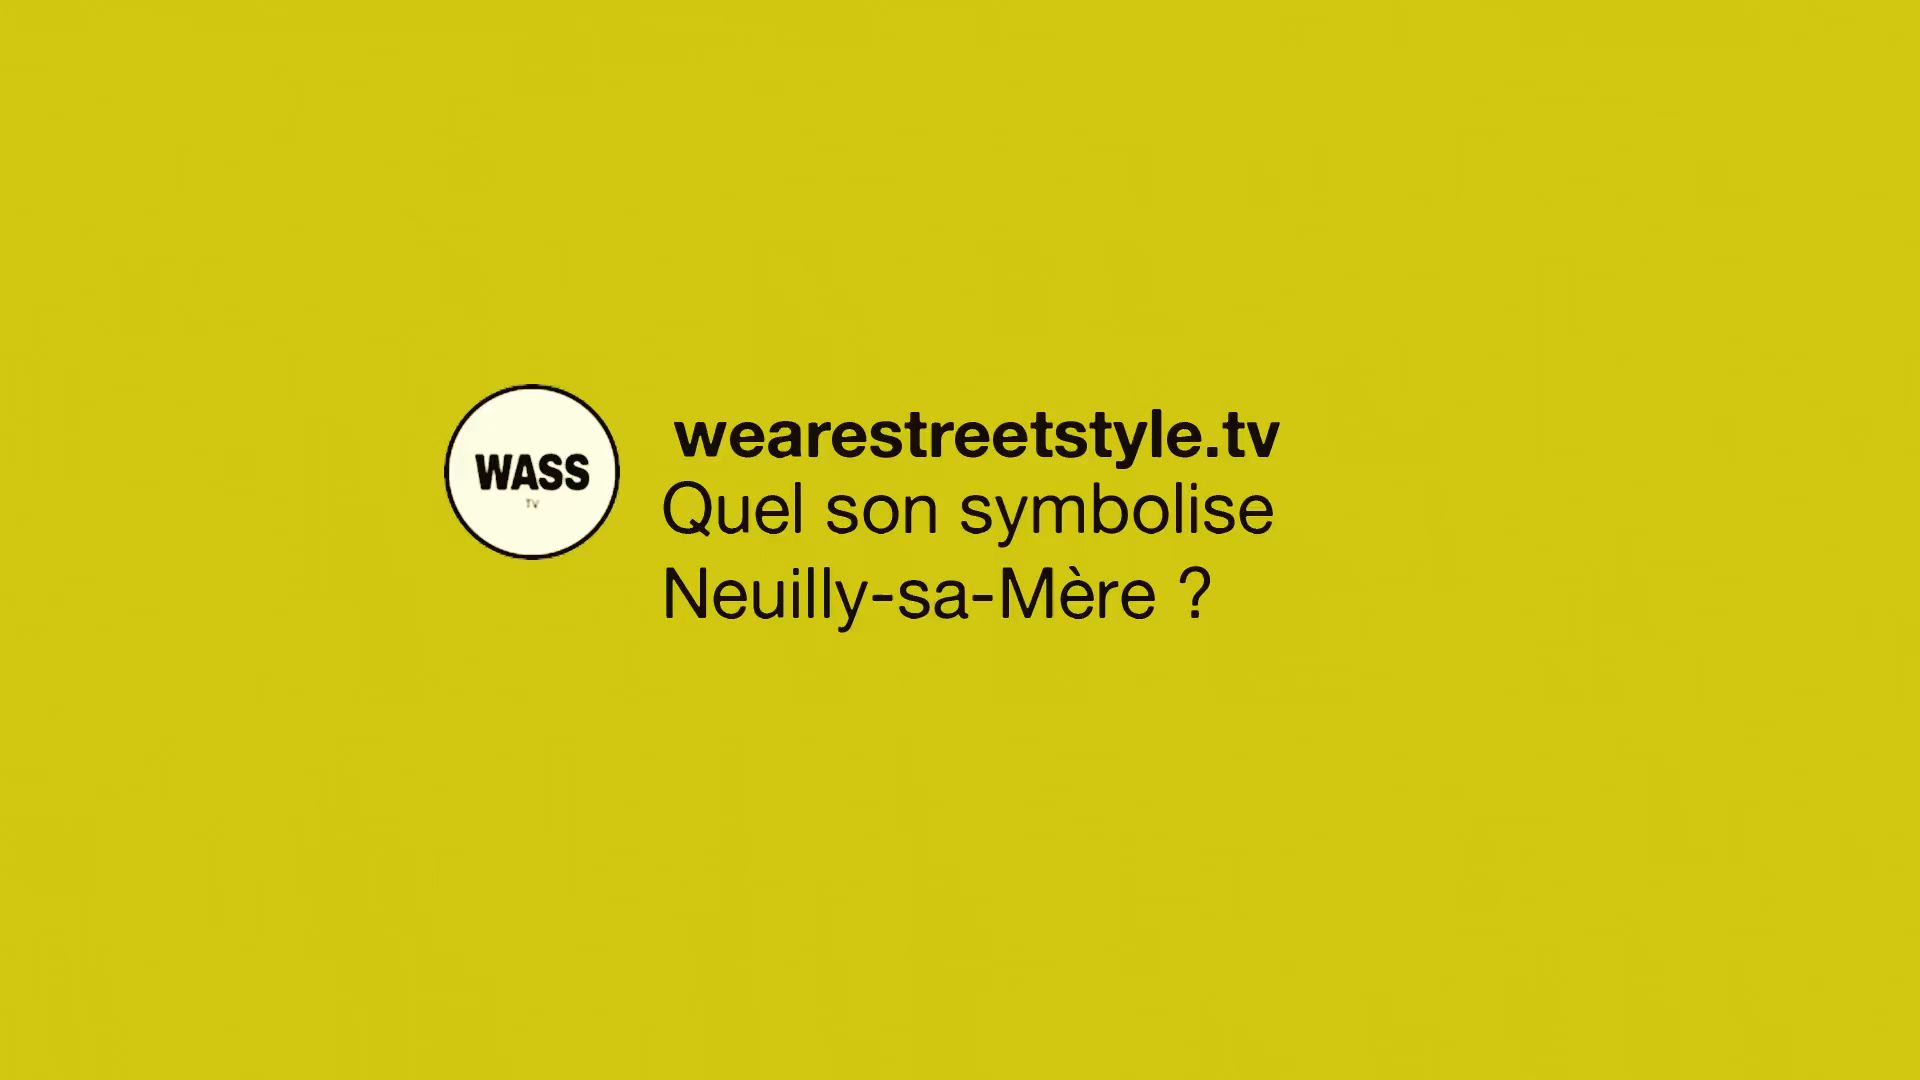 WASS
TV
wearestreetstyle.tv
Quel son symbolise
Neuilly-sa-Mère ?